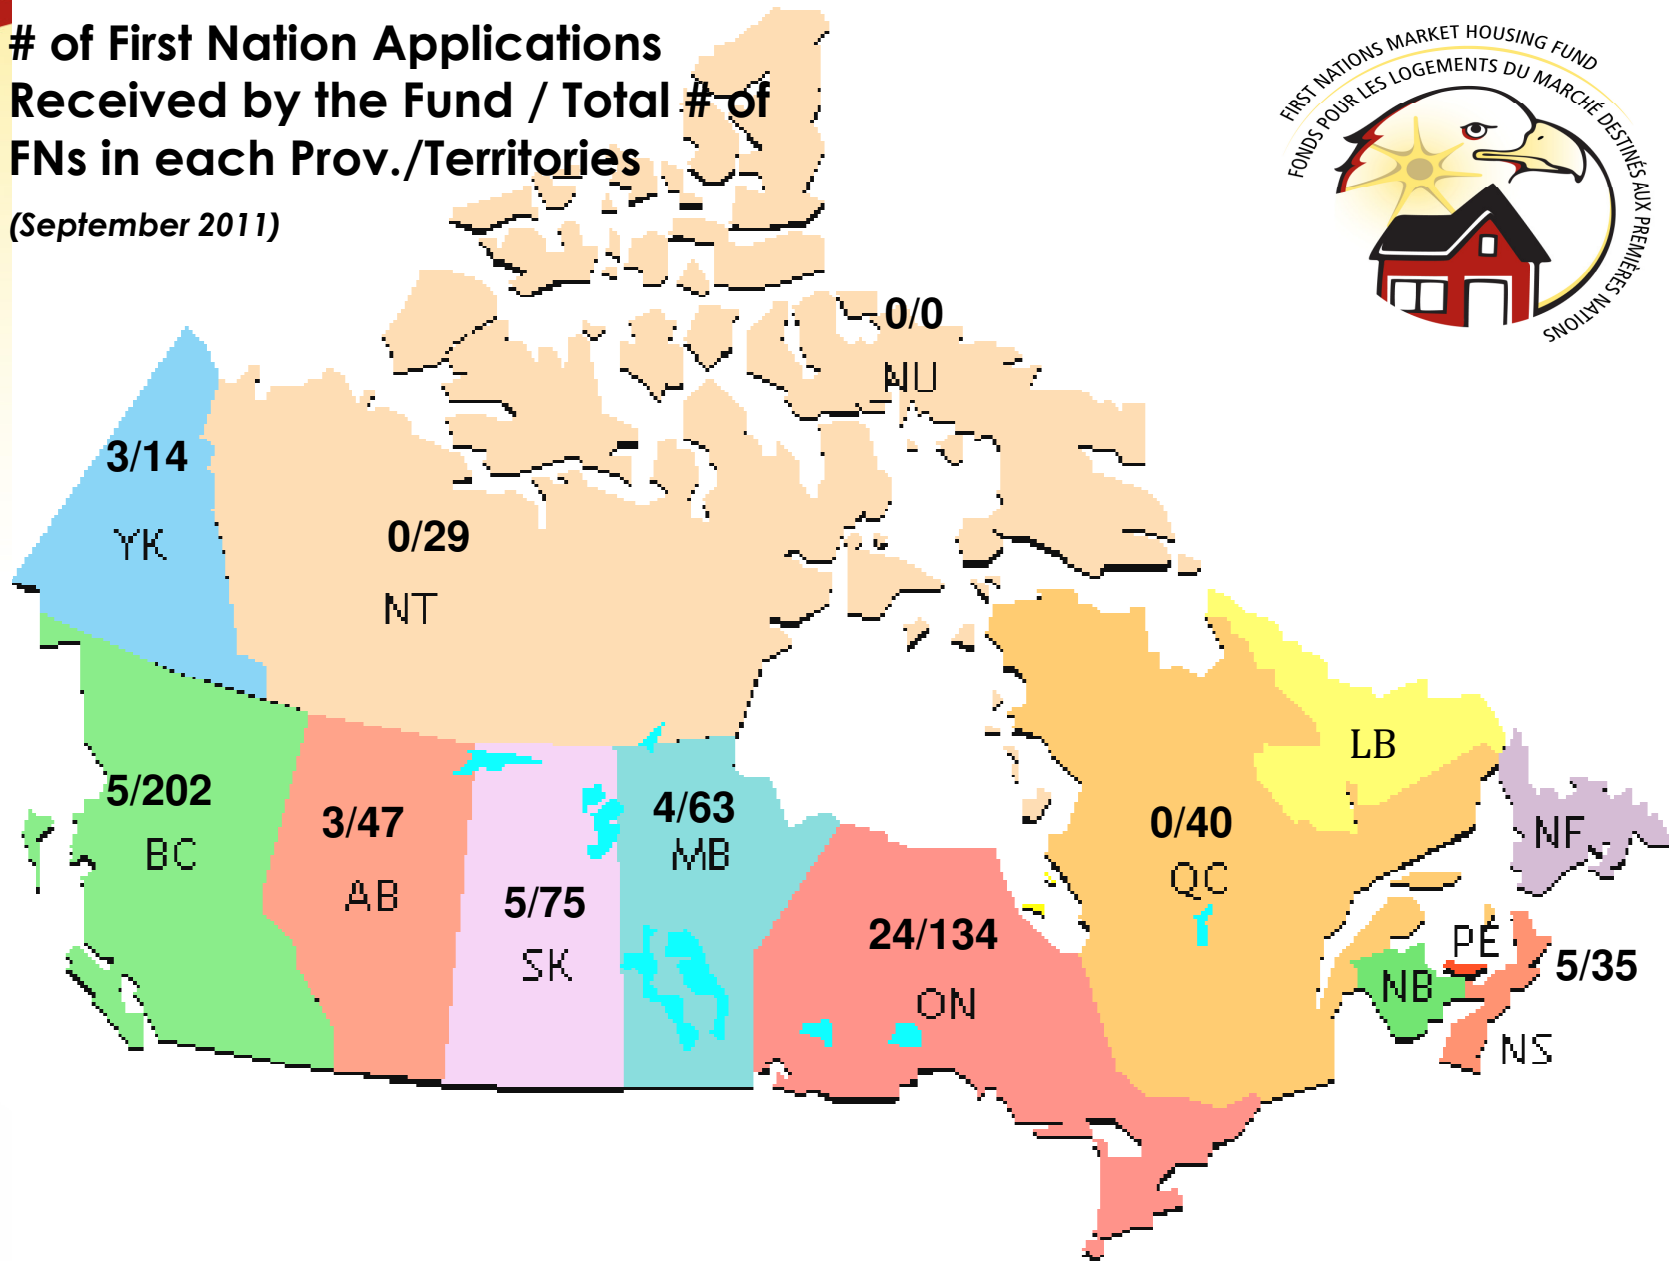 # of First Nation Applications
Received by the Fund / Total # of
FNs in each Prov./Territories
(September 2011)
FIRST NATIONS MARKET HOUSING FUND
FONDS POUR LES LOGEMENTS DU MARCHÉ DESTINÉS AUX PREMIÈRES NATIONS
0/0
NU
3/14
YK
0/29
NT
LB
5/202
BC
3/47
AB
4/63
MB
0/40
QC
NF
5/75
SK
24/134
ON
PE
5/35
NB
NS